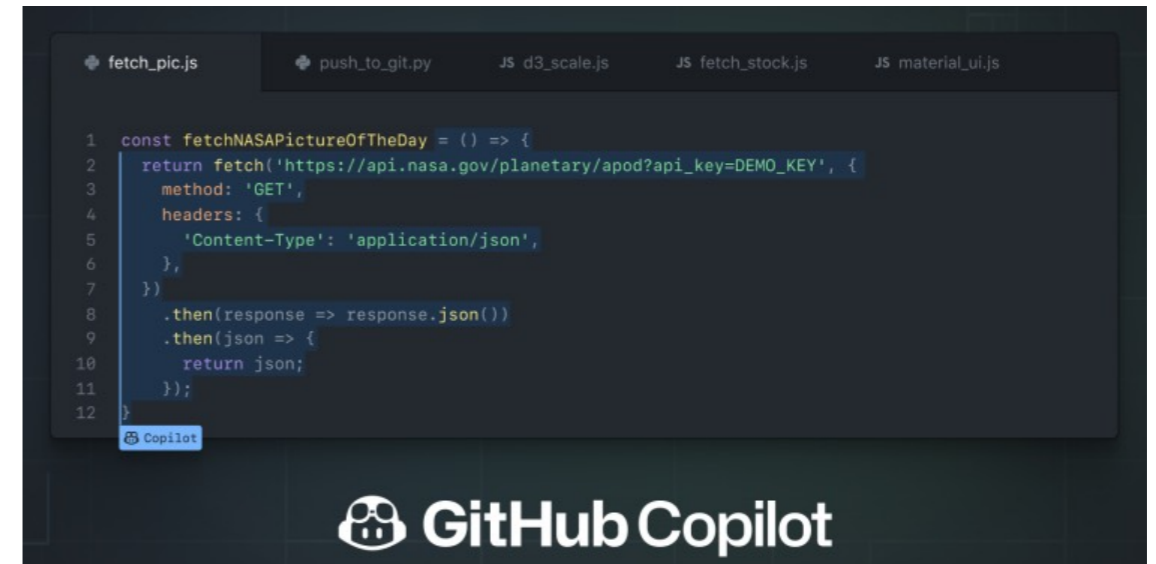 fetch_pic.js push_to_git.py JS d3_scale.js JS fetch_stock.js JS material_ui.js
1 const fetchNASAPictureOfTheDay = () => {
2 return fetch('https://api.nasa.gov/planetary/apod?api_key=DEMO_KEY', {
3 method: 'GET',
4 headers: {
5 'Content-Type': 'application/json',
6 },
7 })
8 .then(response => response.json())
9 .then(json => {
10 return json;
11 });
12 }
Copilot
GitHub Copilot